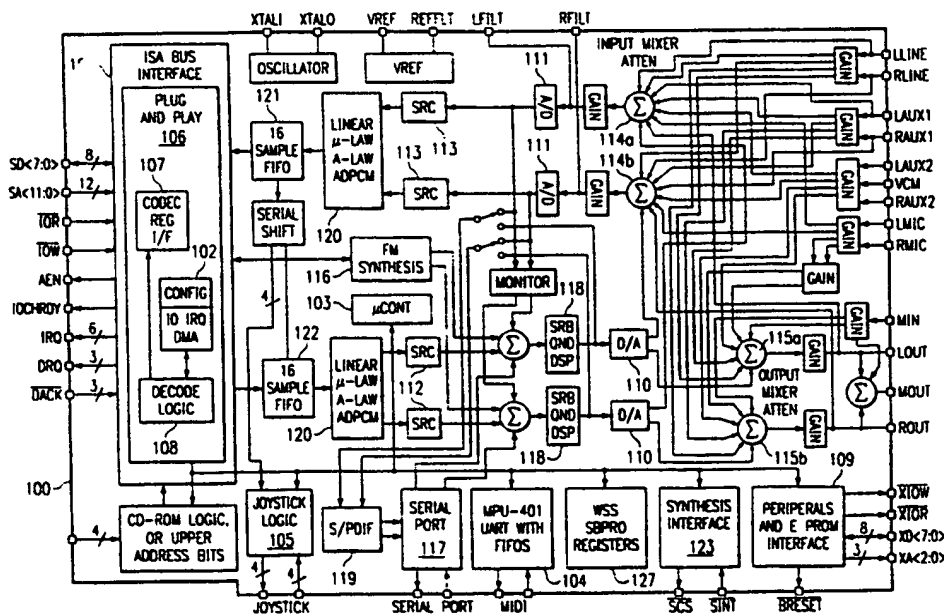 XTALI XTALO VREF REFFLT LFILT RFILT
ISA BUS INTERFACE
PLUG AND PLAY
106
107
CODEC REG I/F
102
CONFIG
IO IRQ DMA
DECODE LOGIC
108
OSCILLATOR
VREF
121
16 SAMPLE FIFO
SERIAL SHIFT
4
122
16 SAMPLE FIFO
LINEAR μ-LAW A-LAW ADPCM
120
SRC
113
113
SRC
111
A/D
111
A/D
GAIN
GAIN
INPUT MIXER ATTEN
Σ
114a
114b
Σ
FM SYNTHESIS
116
103
μCONT
MONITOR
LINEAR μ-LAW A-LAW ADPCM
120
SRC
112
SRC
Σ
Σ
118
SRB QND DSP
SRB QND DSP
118
D/A
110
D/A
110
GAIN
GAIN
GAIN
GAIN
GAIN
GAIN
Σ
115a
GAIN
OUTPUT MIXER ATTEN
Σ
115b
GAIN
Σ
SD<7:0> 8
SA<11:0> 12
IOR
IOW
AEN
IOCHRDY
IRQ 6
DRQ 3
DACK 3
100
4
LLINE
RLINE
LAUX1
RAUX1
LAUX2
VCM
RAUX2
LMIC
RMIC
MIN
LOUT
MOUT
ROUT
109
XIOW
XIOR
8 XD<7:0>
3 XA<2:0>
CD-ROM LOGIC, OR UPPER ADDRESS BITS
JOYSTICK LOGIC
105
4 4
S/PDIF
119
SERIAL PORT
117
MPU-401 UART WITH FIFOS
104
WSS SBPRO REGISTERS
127
SYNTHESIS INTERFACE
123
PERIPERALS AND E PROM INTERFACE
JOYSTICK SERIAL PORT MIDI SCS SINT BRESET